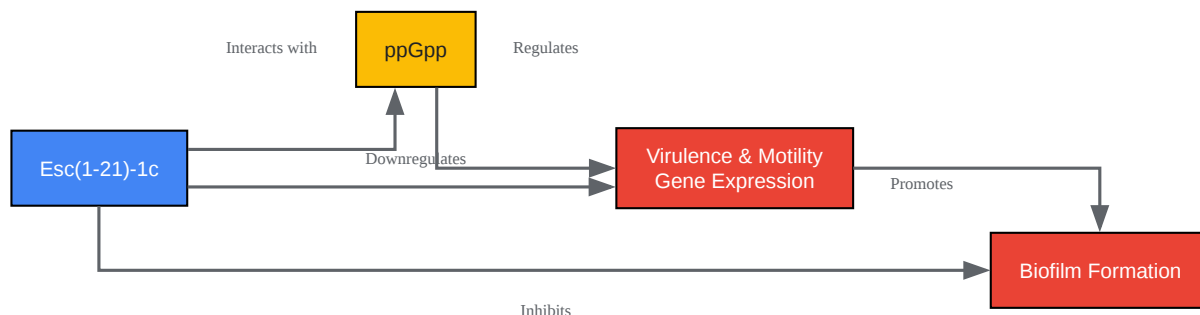 Interacts with
ppGpp
Regulates
Esc(1-21)-1c
Downregulates
Virulence & Motility
Gene Expression
Promotes
Biofilm Formation
Inhibits